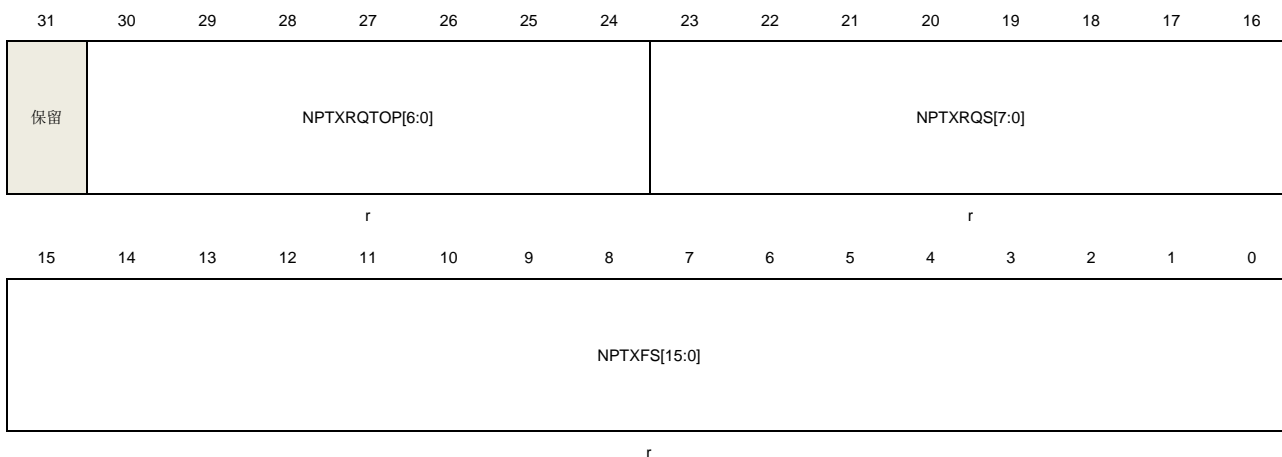 31 30 29 28 27 26 25 24 23 22 21 20 19 18 17 16
保留 NPTXRQTOP[6:0] NPTXRQS[7:0]
r r
15 14 13 12 11 10 9 8 7 6 5 4 3 2 1 0
NPTXFS[15:0]
r